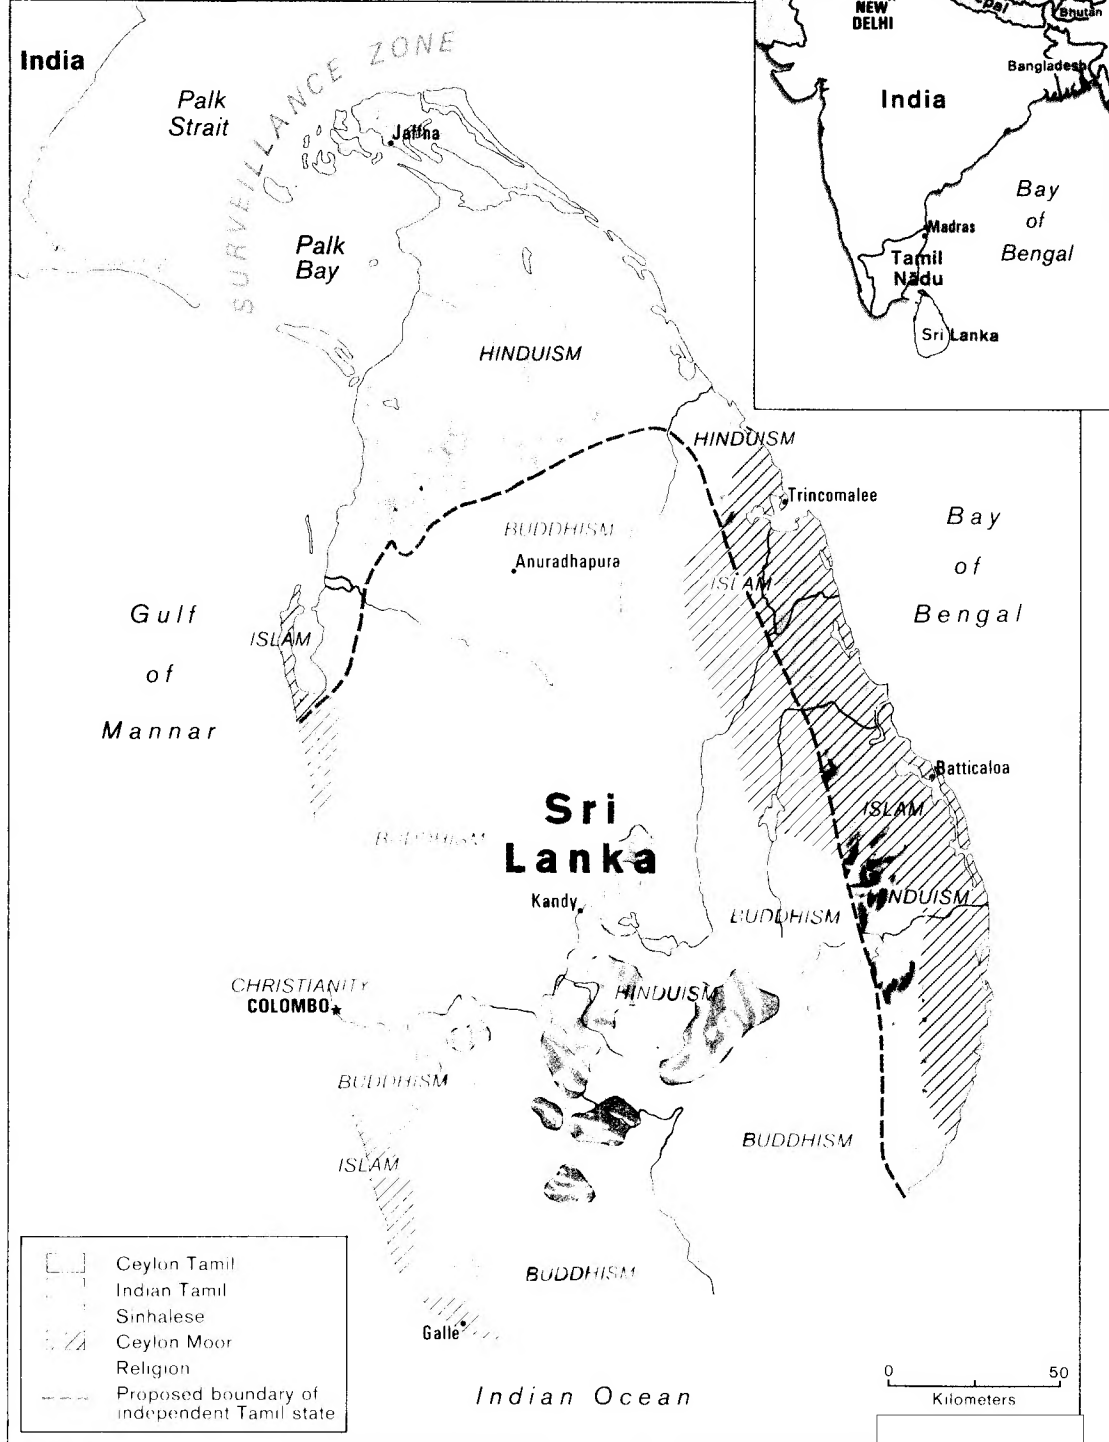 India
Palk
Strait
SURVEILLANCE ZONE
Jaffna
Palk
Bay
NEW
DELHI
Nepal
Bhutan
Bangladesh
India
Bay
of
Bengal
Madras
Tamil
Nādu
Sri Lanka
HINDUISM
HINDUISM
Trincomalee
BUDDHISM
Anuradhapura
Bay
of
Bengal
ISLAM
Gulf
of
Mannar
ISLAM
Batticaloa
ISLAM
Sri
Lanka
BUDDHISM
Kandy
HINDUISM
BUDDHISM
CHRISTIANITY
COLOMBO
HINDUISM
BUDDHISM
BUDDHISM
ISLAM
BUDDHISM
Galle
Indian Ocean
Ceylon Tamil
Indian Tamil
Sinhalese
Ceylon Moor
Religion
Proposed boundary of
independent Tamil state
0 50
Kilometers